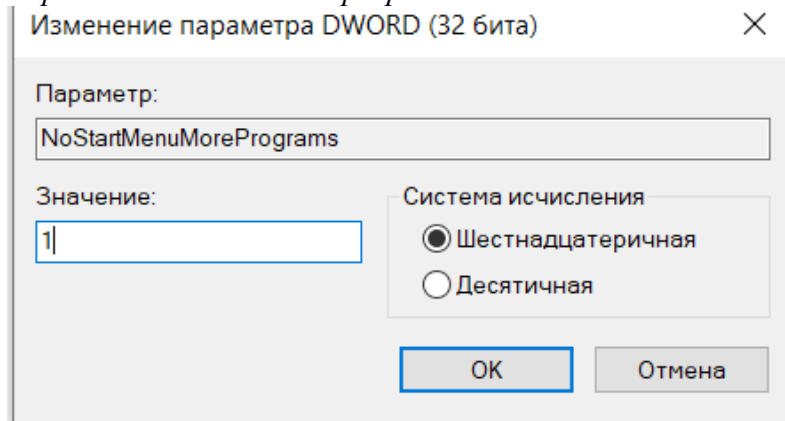 Изменение параметра DWORD (32 бита)
Параметр:
NoStartMenuMorePrograms
Значение:
1
Система исчисления
Шестнадцатеричная
Десятичная
OK
Отмена